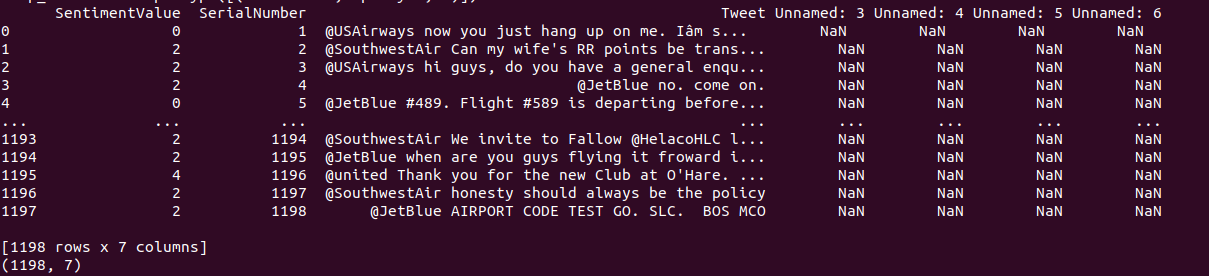 SentimentValue SerialNumber Tweet Unnamed: 3 Unnamed: 4 Unnamed: 5 Unnamed: 6
0 0 1 @USAirways now you just hang up on me. Iâm s... NaN NaN NaN NaN
1 2 2 @SouthwestAir Can my wife's RR points be trans... NaN NaN NaN NaN
2 2 3 @USAirways hi guys, do you have a general enqu... NaN NaN NaN NaN
3 2 4 @JetBlue no. come on. NaN NaN NaN NaN
4 0 5 @JetBlue #489. Flight #589 is departing before... NaN NaN NaN NaN
... ... ... ... ... ... ... ...
1193 2 1194 @SouthwestAir We invite to Fallow @HelacoHLC l... NaN NaN NaN NaN
1194 2 1195 @JetBlue when are you guys flying it froward i... NaN NaN NaN NaN
1195 4 1196 @united Thank you for the new Club at O'Hare. ... NaN NaN NaN NaN
1196 2 1197 @SouthwestAir honesty should always be the policy NaN NaN NaN NaN
1197 2 1198 @JetBlue AIRPORT CODE TEST GO. SLC.  BOS MCO NaN NaN NaN NaN
[1198 rows x 7 columns]
(1198, 7)